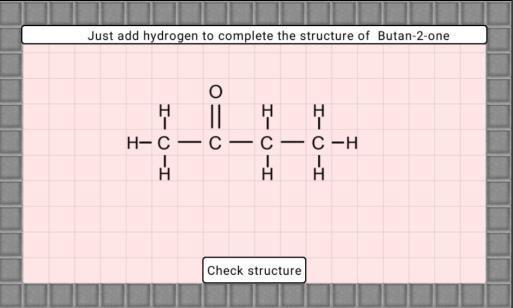 Just add hydrogen to complete the structure of Butan-2-one
O
H H H
H C C C C H
H H H
Check structure